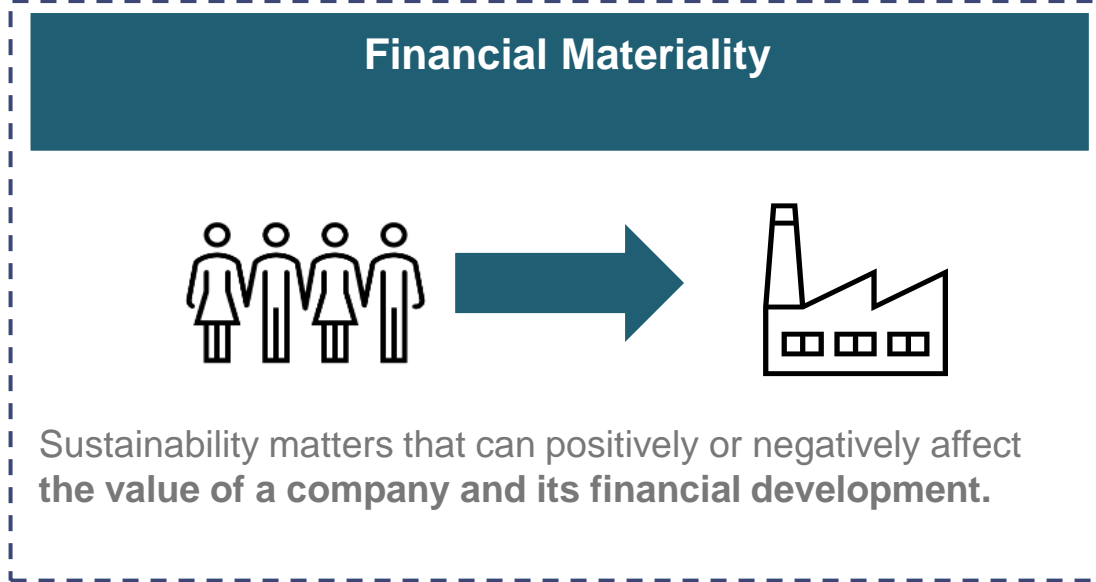 Financial Materiality
Sustainability matters that can positively or negatively affect
the value of a company and its financial development.